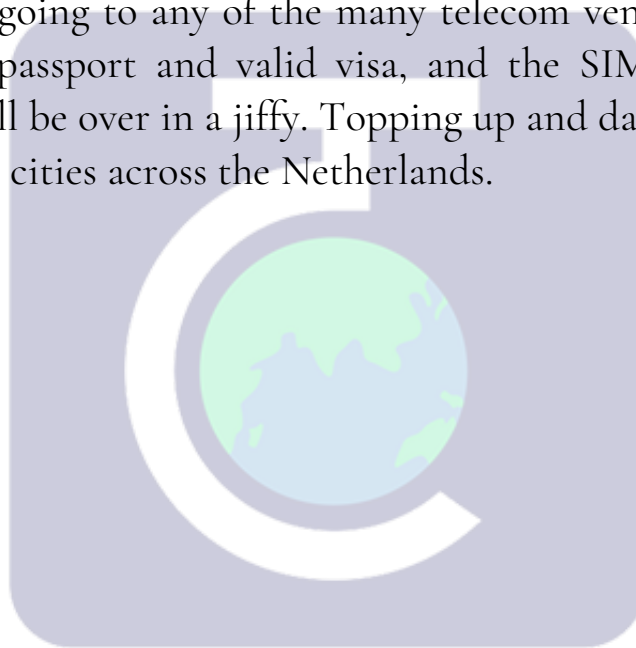 going to any of the many telecom ven
passport and valid visa, and the SIM
ll be over in a jiffy. Topping up and da
cities across the Netherlands.